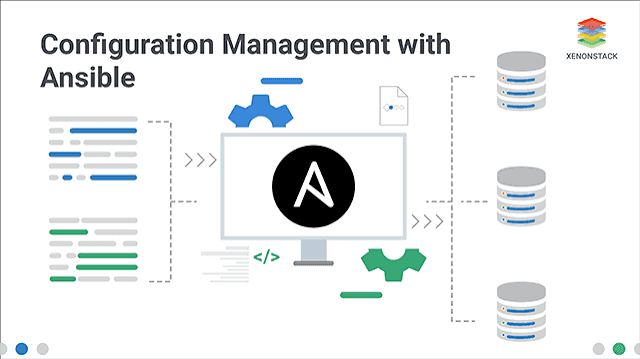 Configuration Management with
Ansible
XENONSTACK
</>